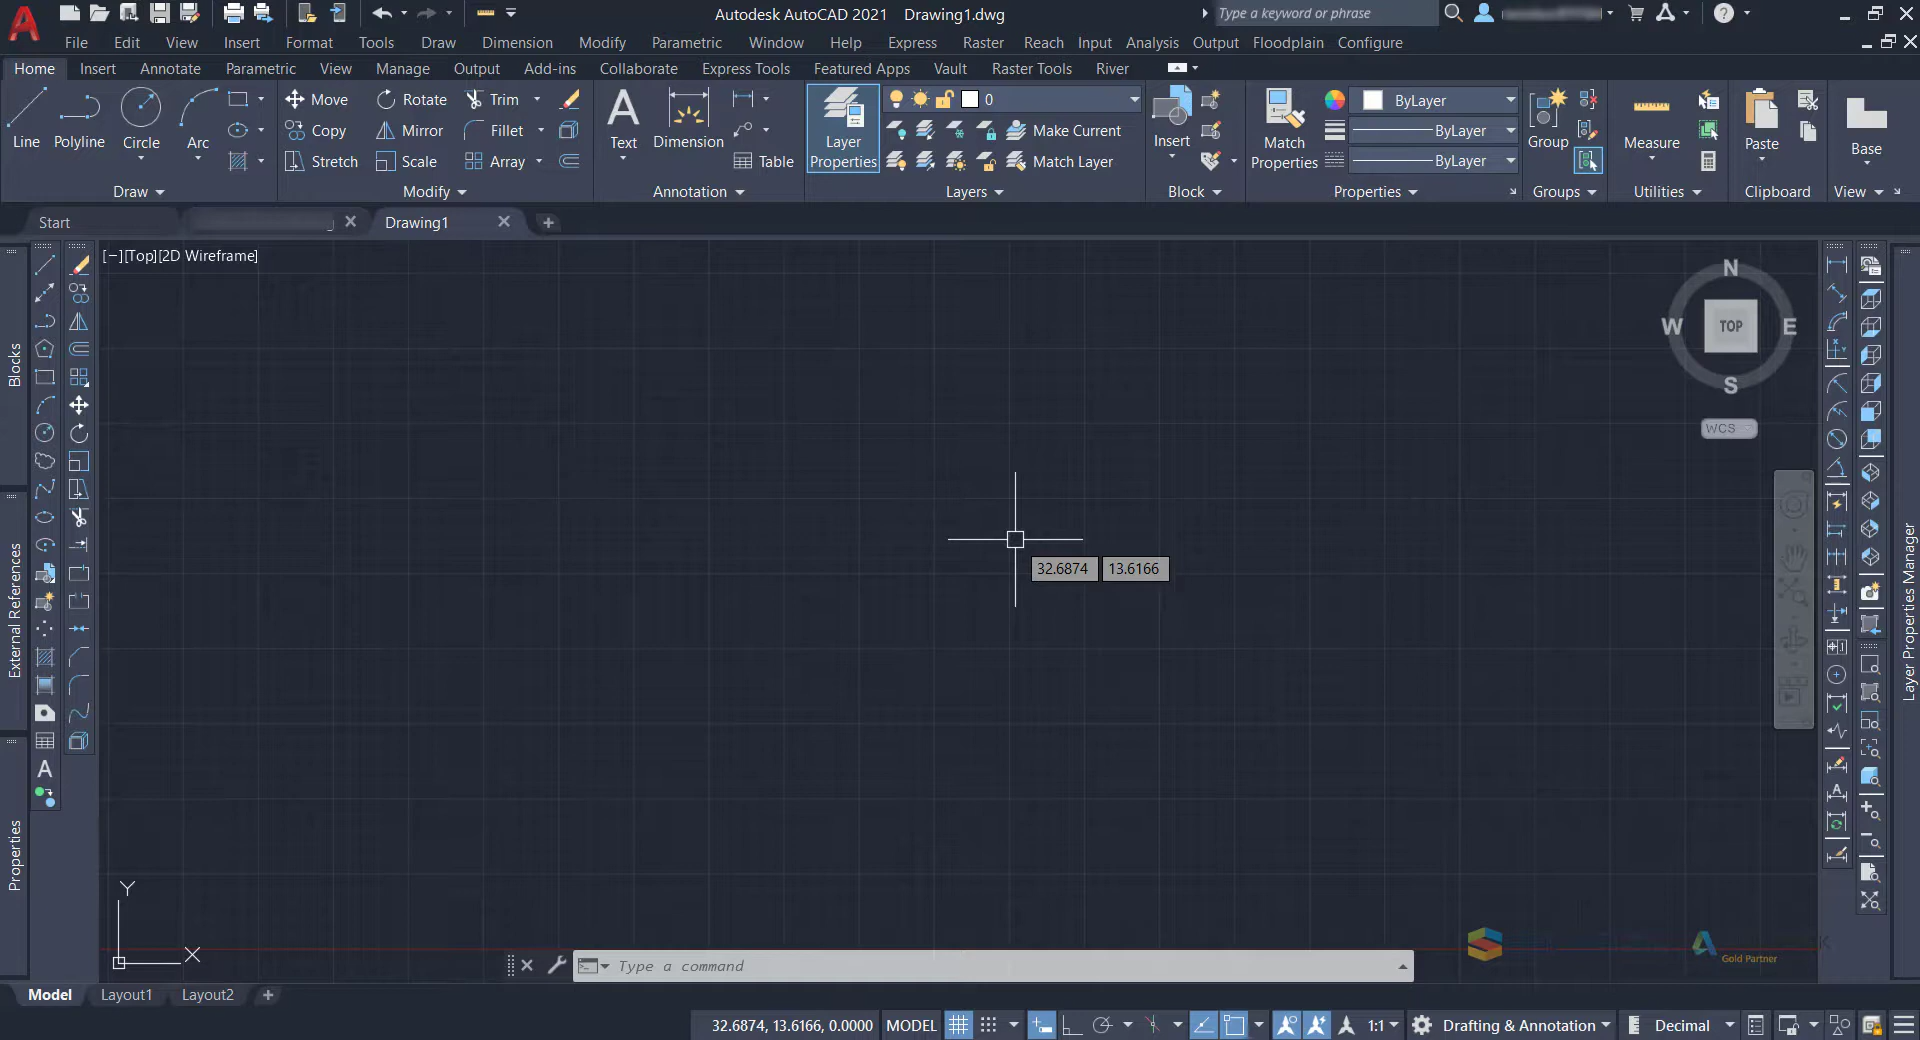 Autodesk AutoCAD 2021 Drawing1.dwg
Type a keyword or phrase
File Edit View Insert Format Tools Draw Dimension Modify Parametric Window Help Express Raster Reach Input Analysis Output Floodplain Configure
Home Insert Annotate Parametric View Manage Output Add-ins Collaborate Express Tools Featured Apps Vault Raster Tools River
Line
Polyline
Circle
Arc
Draw
Move
Rotate
Trim
Copy
Mirror
Fillet
Stretch
Scale
Array
Modify
Text
Dimension
Table
Annotation
Layer
Properties
0
Make Current
Match Layer
Layers
Insert
Block
Match
Properties
ByLayer
ByLayer
ByLayer
Properties
Group
Groups
Measure
Utilities
Paste
Clipboard
Base
View
Start
Drawing1
[−][Top][2D Wireframe]
N
W
TOP
E
S
WCS
Blocks
External References
Properties
Layer Properties Manager
A
32.6874
13.6166
Y
X
Type a command
Gold Partner
Model Layout1 Layout2
32.6874, 13.6166, 0.0000
MODEL
1:1
Drafting & Annotation
Decimal